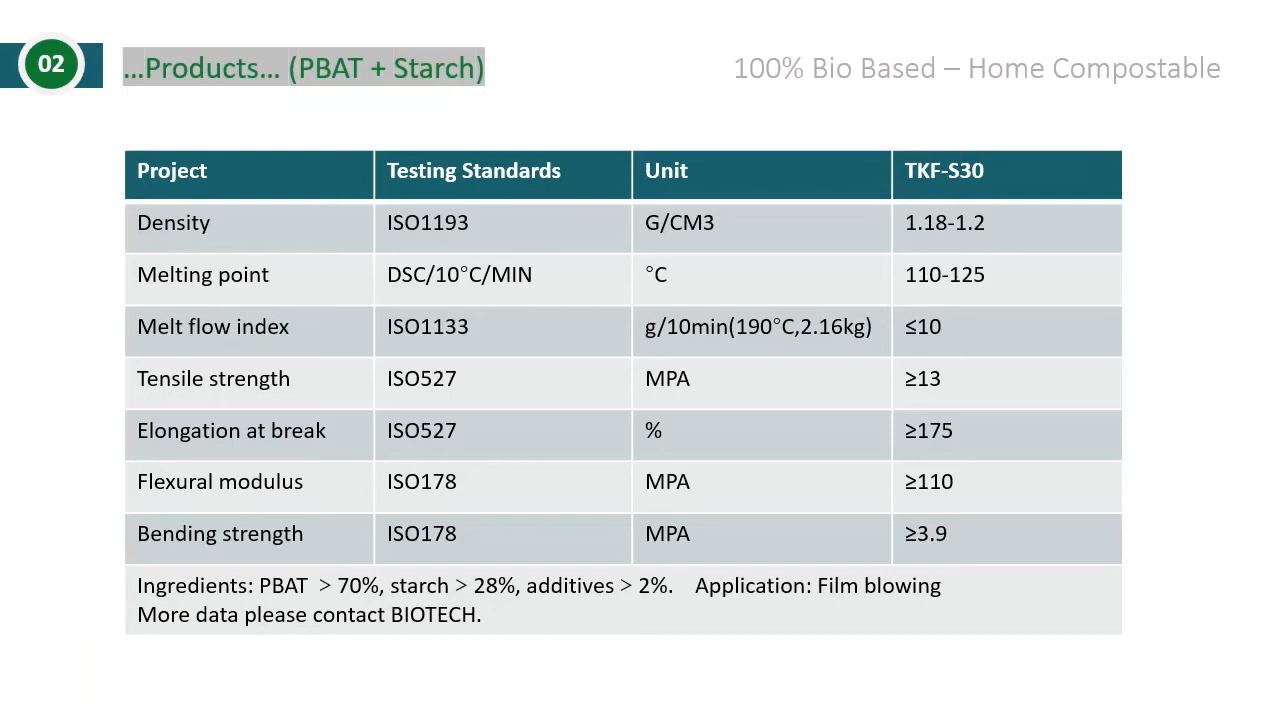 02
...Products... (PBAT + Starch)
100% Bio Based – Home Compostable
Project Testing Standards Unit TKF-S30
Density ISO1193 G/CM3 1.18-1.2
Melting point DSC/10°C/MIN °C 110-125
Melt flow index ISO1133 g/10min(190°C,2.16kg) ≤10
Tensile strength ISO527 MPA ≥13
Elongation at break ISO527 % ≥175
Flexural modulus ISO178 MPA ≥110
Bending strength ISO178 MPA ≥3.9
Ingredients: PBAT > 70%, starch > 28%, additives > 2%. Application: Film blowing
More data please contact BIOTECH.